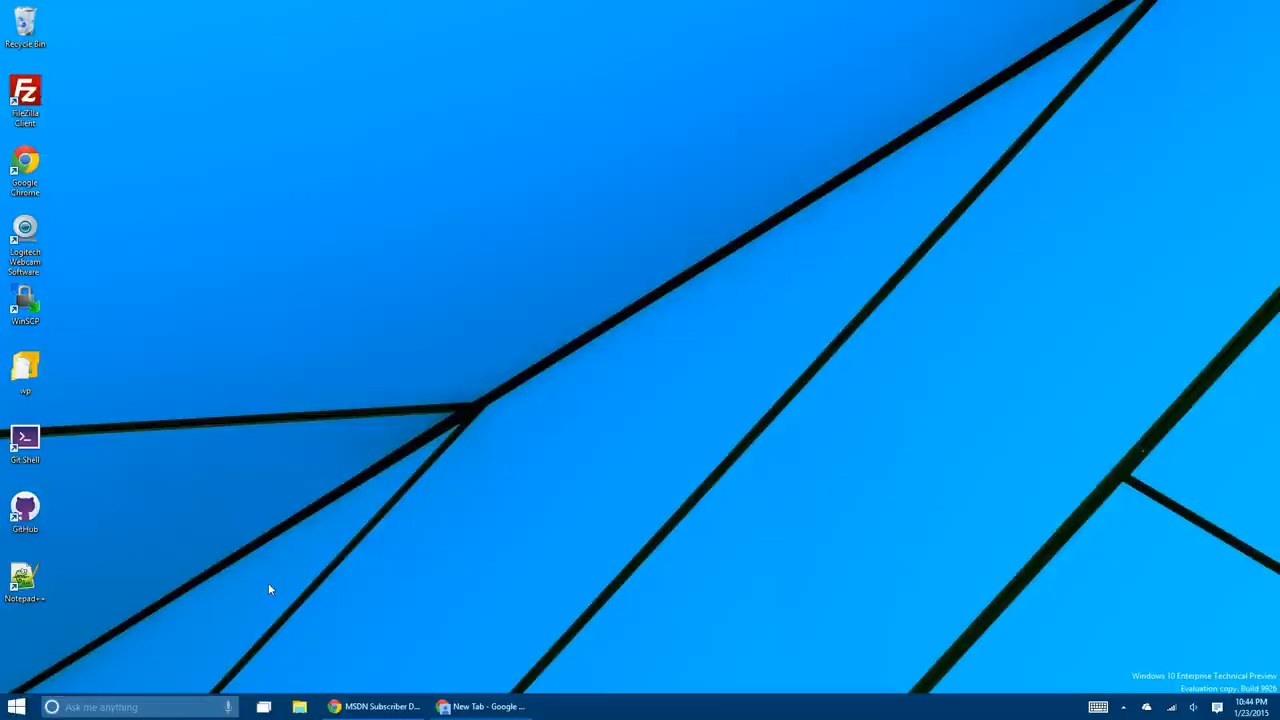 Recycle Bin
FileZilla
Client
Google
Chrome
Logitech
Webcam
Software
WinSCP
wp
Git Shell
GitHub
Notepad++
Windows 10 Enterprise Technical Preview
Evaluation copy. Build 9926
Ask me anything
MSDN Subscriber D...
New Tab - Google ...
10:44 PM
1/23/2015